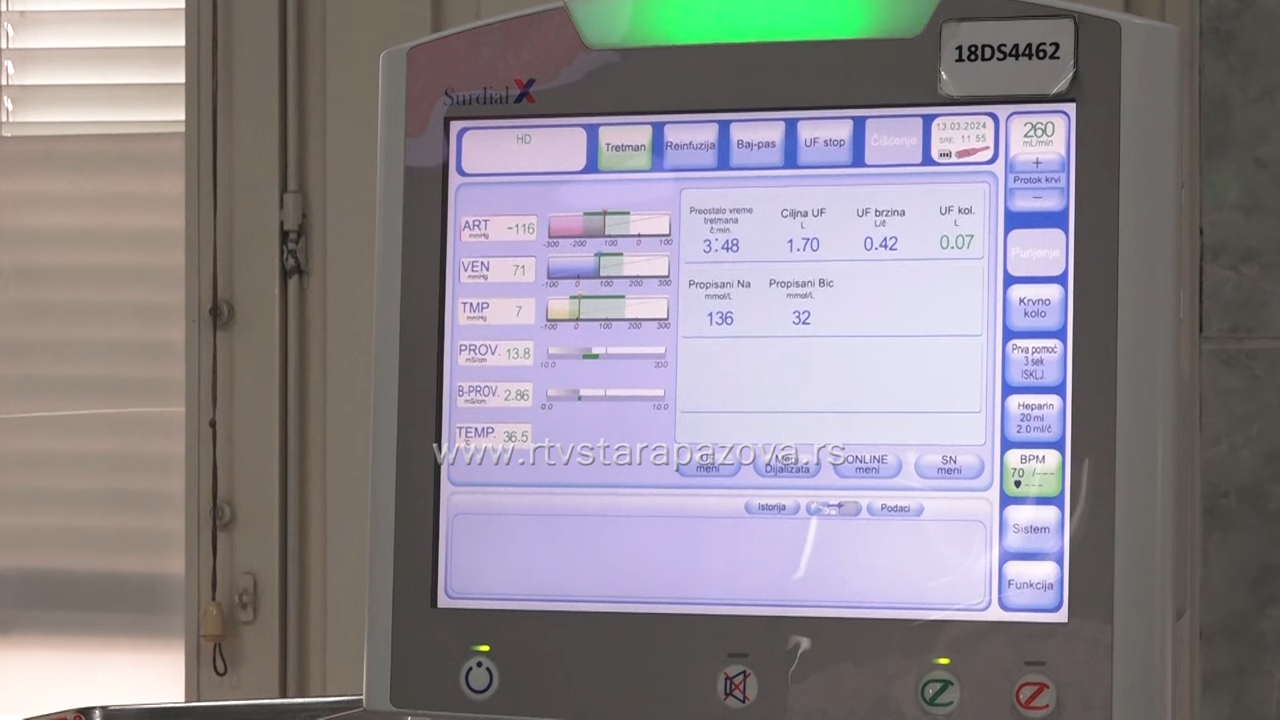 18DS4462
Surdial X
HD
Tretman
Reinfuzija
Baj-pas
UF stop
Čišćenje
13.03.2024
SRE. 11 55
260
mL/min
+
Protok krvi
−
ART
mmHg
-116
-300 -200 -100 0 100
VEN
mmHg
71
-100 0 100 200 300
TMP
mmHg
7
-100 0 100 200 300
PROV.
mS/cm
13.8
10.0
B-PROV.
mS/cm
2.86
0.0 10.0
TEMP.
36.5
Preostalo vreme
tretmana
č:min.
3:48
Ciljna UF
L
1.70
UF brzina
L/č
0.42
UF kol.
L
0.07
Propisani Na
mmol/L
136
Propisani Bic
mmol/L
32
Punjenje
Krvno
kolo
Prva pomoć
3 sek
ISKLJ.
Heparin
20 ml
2.0 ml/č
BPM
70 /---
---
Sistem
Funkcija
www.rtvstarapazova.rs
meni
Dijalizata
ONLINE
meni
SN
meni
Istorija
Podaci